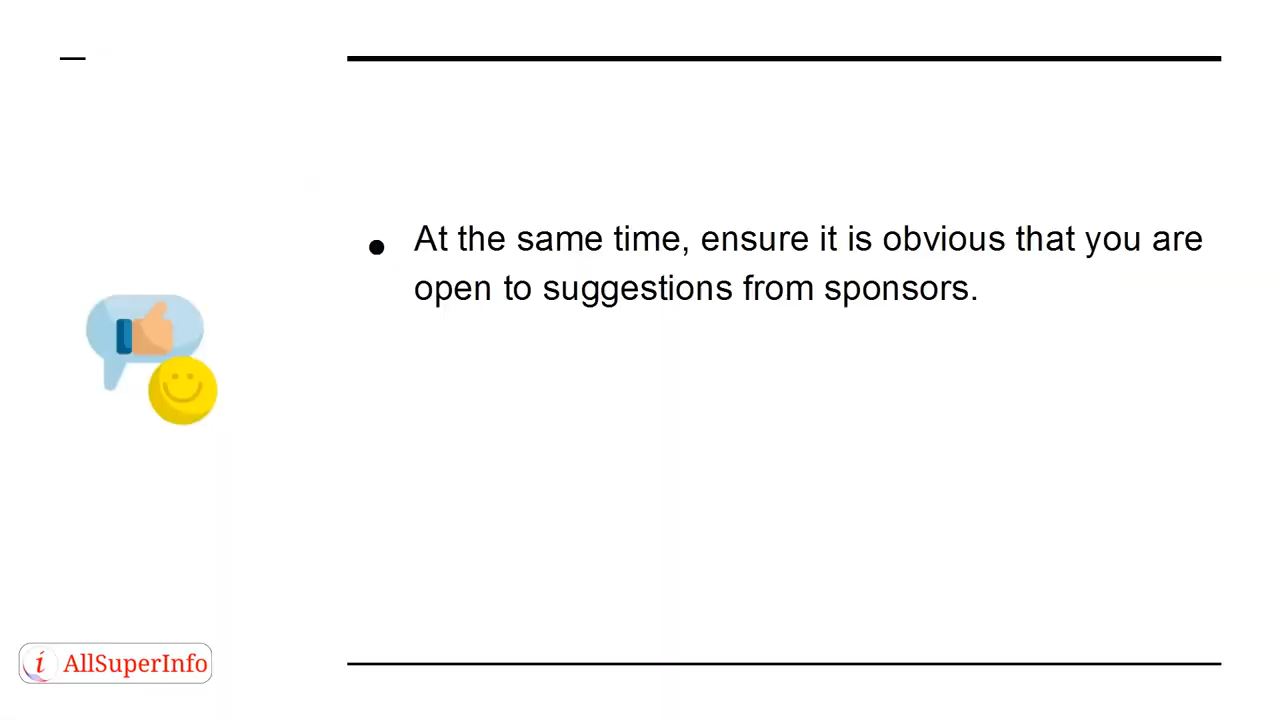 ● At the same time, ensure it is obvious that you are
open to suggestions from sponsors.
i AllSuperInfo